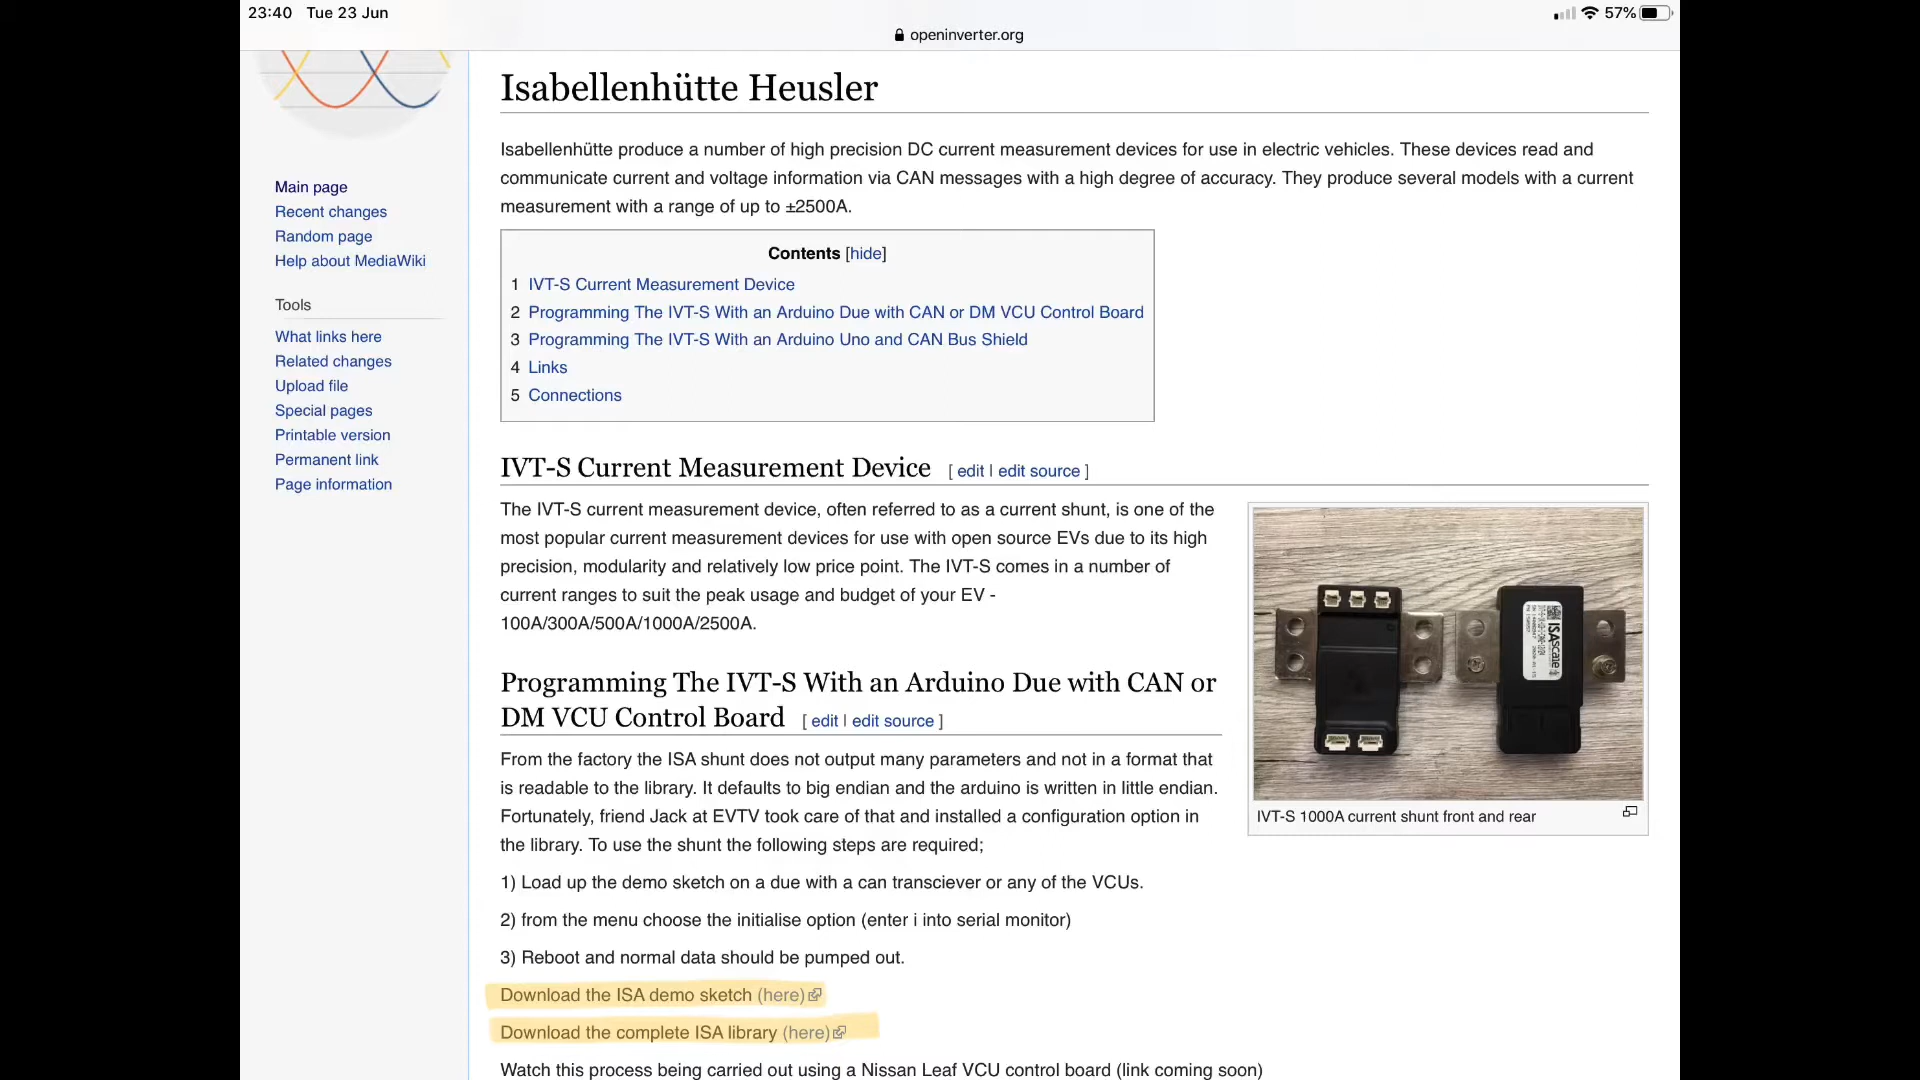 23:40 Tue 23 Jun
57%
openinverter.org
Main page
Recent changes
Random page
Help about MediaWiki
Tools
What links here
Related changes
Upload file
Special pages
Printable version
Permanent link
Page information
Isabellenhütte Heusler
Isabellenhütte produce a number of high precision DC current measurement devices for use in electric vehicles. These devices read and
communicate current and voltage information via CAN messages with a high degree of accuracy. They produce several models with a current
measurement with a range of up to ±2500A.
Contents [hide]
1 IVT-S Current Measurement Device
2 Programming The IVT-S With an Arduino Due with CAN or DM VCU Control Board
3 Programming The IVT-S With an Arduino Uno and CAN Bus Shield
4 Links
5 Connections
IVT-S Current Measurement Device [ edit | edit source ]
The IVT-S current measurement device, often referred to as a current shunt, is one of the
most popular current measurement devices for use with open source EVs due to its high
precision, modularity and relatively low price point. The IVT-S comes in a number of
current ranges to suit the peak usage and budget of your EV -
100A/300A/500A/1000A/2500A.
ISAscale
IVT-S 1000A current shunt front and rear
Programming The IVT-S With an Arduino Due with CAN or
DM VCU Control Board [ edit | edit source ]
From the factory the ISA shunt does not output many parameters and not in a format that
is readable to the library. It defaults to big endian and the arduino is written in little endian.
Fortunately, friend Jack at EVTV took care of that and installed a configuration option in
the library. To use the shunt the following steps are required;
1) Load up the demo sketch on a due with a can transciever or any of the VCUs.
2) from the menu choose the initialise option (enter i into serial monitor)
3) Reboot and normal data should be pumped out.
Download the ISA demo sketch (here)
Download the complete ISA library (here)
Watch this process being carried out using a Nissan Leaf VCU control board (link coming soon)